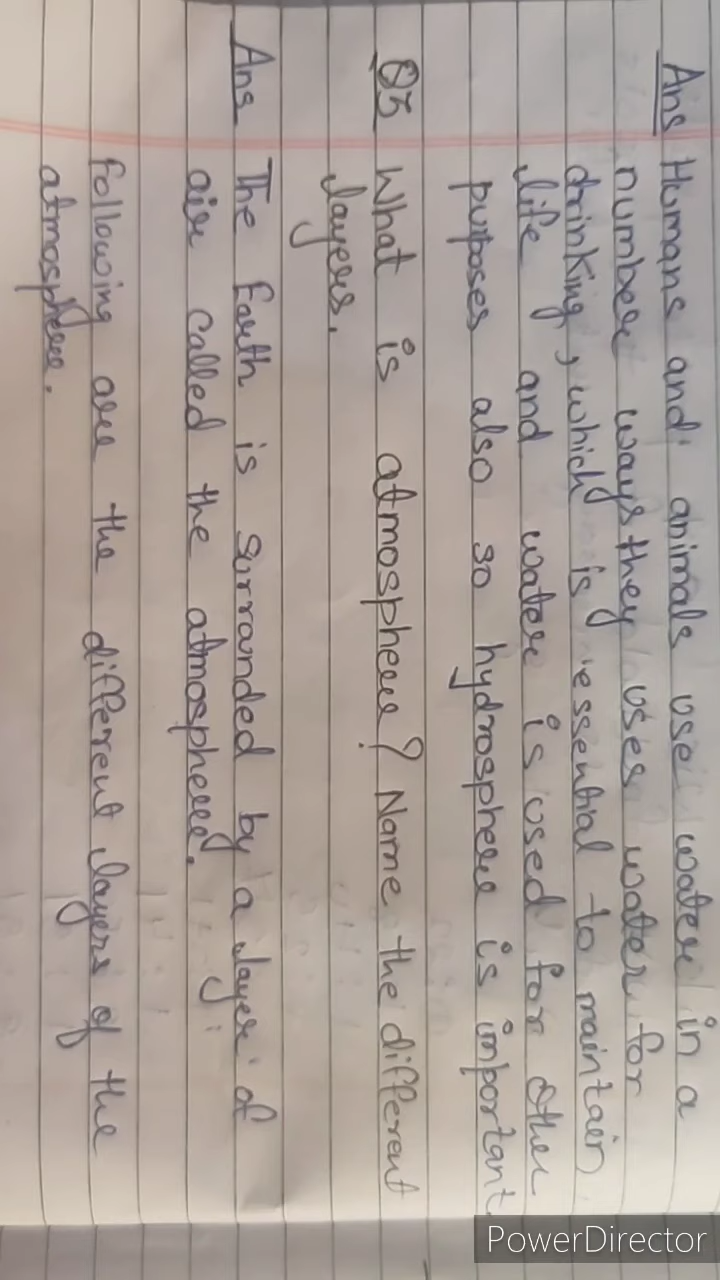 Ans Humans and animals use water in a
number ways they uses water for
drinking, which is essential to maintain
life and water is used for other
purposes also so hydrosphere is important
Q3 What is atmosphere? Name the different
layers.
Ans The Earth is surranded by a layer of
air called the atmosphere.
following are the different layers of the
atmosphere.
PowerDirector